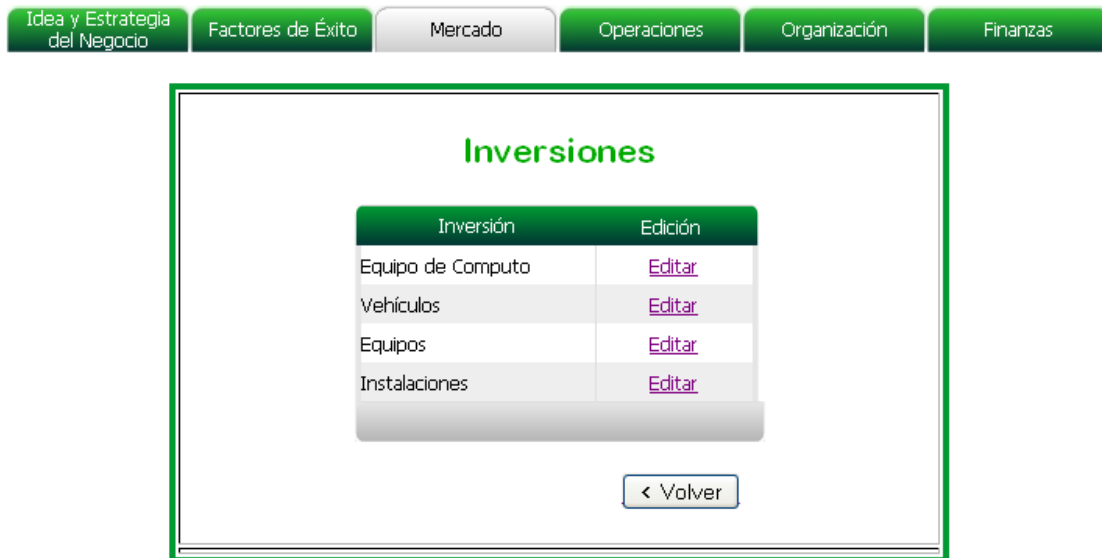 Idea y Estrategia
del Negocio
Factores de Éxito
Mercado
Operaciones
Organización
Finanzas
Inversiones
Inversión Edición
Equipo de Computo Editar
Vehículos Editar
Equipos Editar
Instalaciones Editar
< Volver